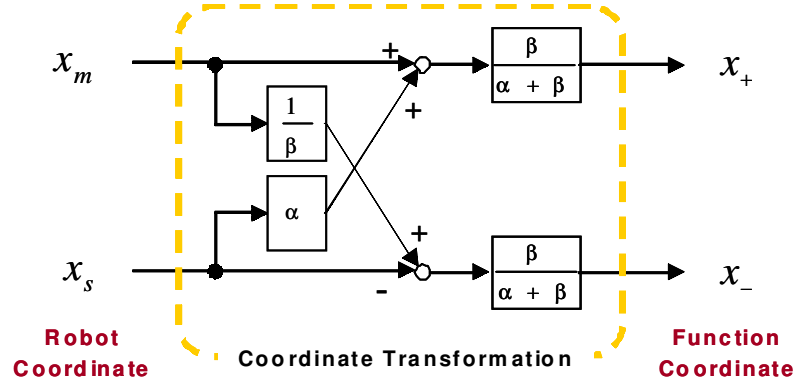 x_m
+
β
α + β
x_+
+
1
β
α
x_s
+
-
β
α + β
x_-
Robot
Coordinate
Coordinate Transformation
Function
Coordinate